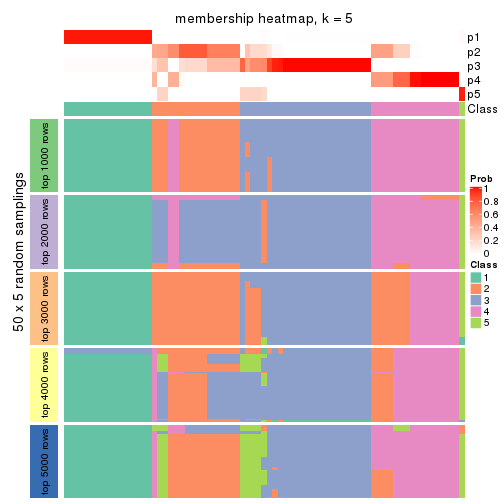 membership heatmap, k = 5
p1
p2
p3
p4
p5
Class
50 x 5 random samplings
top 1000 rows
top 2000 rows
top 3000 rows
top 4000 rows
top 5000 rows
Prob
1
0.8
0.6
0.4
0.2
0
Class
1
2
3
4
5